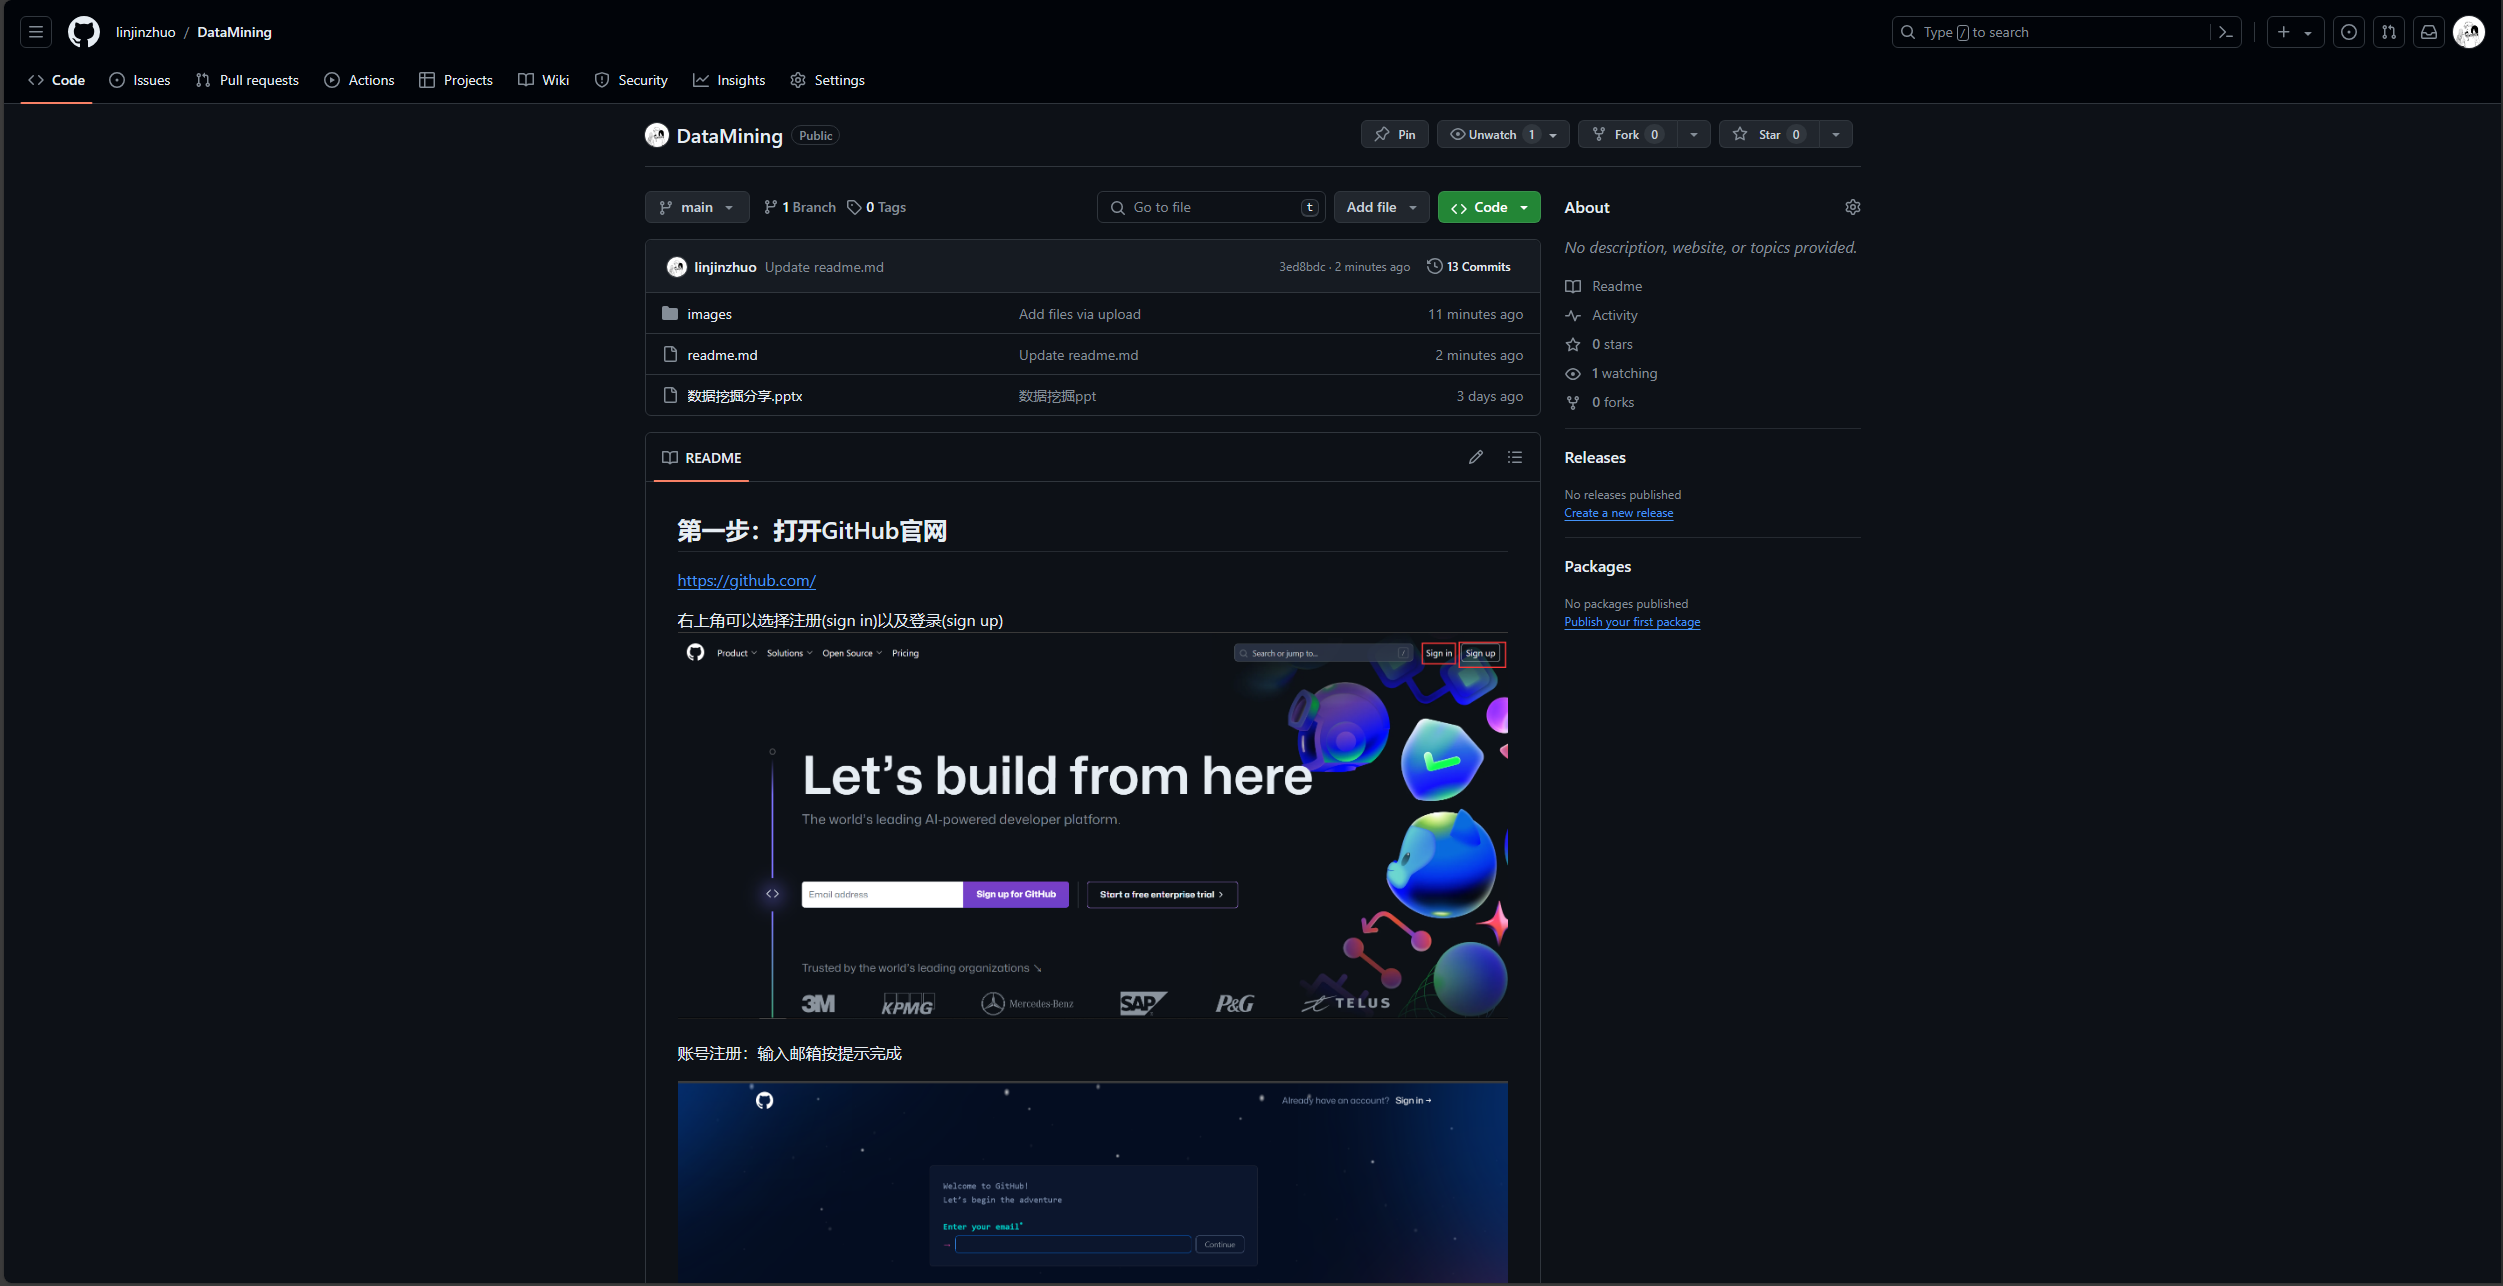 linjinzhuo / DataMining
Type / to search
Code Issues Pull requests Actions Projects Wiki Security Insights Settings
DataMining Public
Pin Unwatch 1 Fork 0 Star 0
main 1 Branch 0 Tags Go to file t Add file Code
linjinzhuo Update readme.md 3ed8bdc · 2 minutes ago 13 Commits
images Add files via upload 11 minutes ago
readme.md Update readme.md 2 minutes ago
数据挖掘分享.pptx 数据挖掘ppt 3 days ago
README
第一步：打开GitHub官网
https://github.com/
右上角可以选择注册(sign in)以及登录(sign up)
Product Solutions Open Source Pricing Search or jump to... / Sign in Sign up
Let’s build from here
The world's leading AI-powered developer platform.
Email address Sign up for GitHub Start a free enterprise trial >
Trusted by the world's leading organizations ↘
3M KPMG Mercedes-Benz SAP P&G TELUS
账号注册：输入邮箱按提示完成
Already have an account? Sign in →
Welcome to GitHub!
Let's begin the adventure
Enter your email*
→ Continue
About
No description, website, or topics provided.
Readme
Activity
0 stars
1 watching
0 forks
Releases
No releases published
Create a new release
Packages
No packages published
Publish your first package